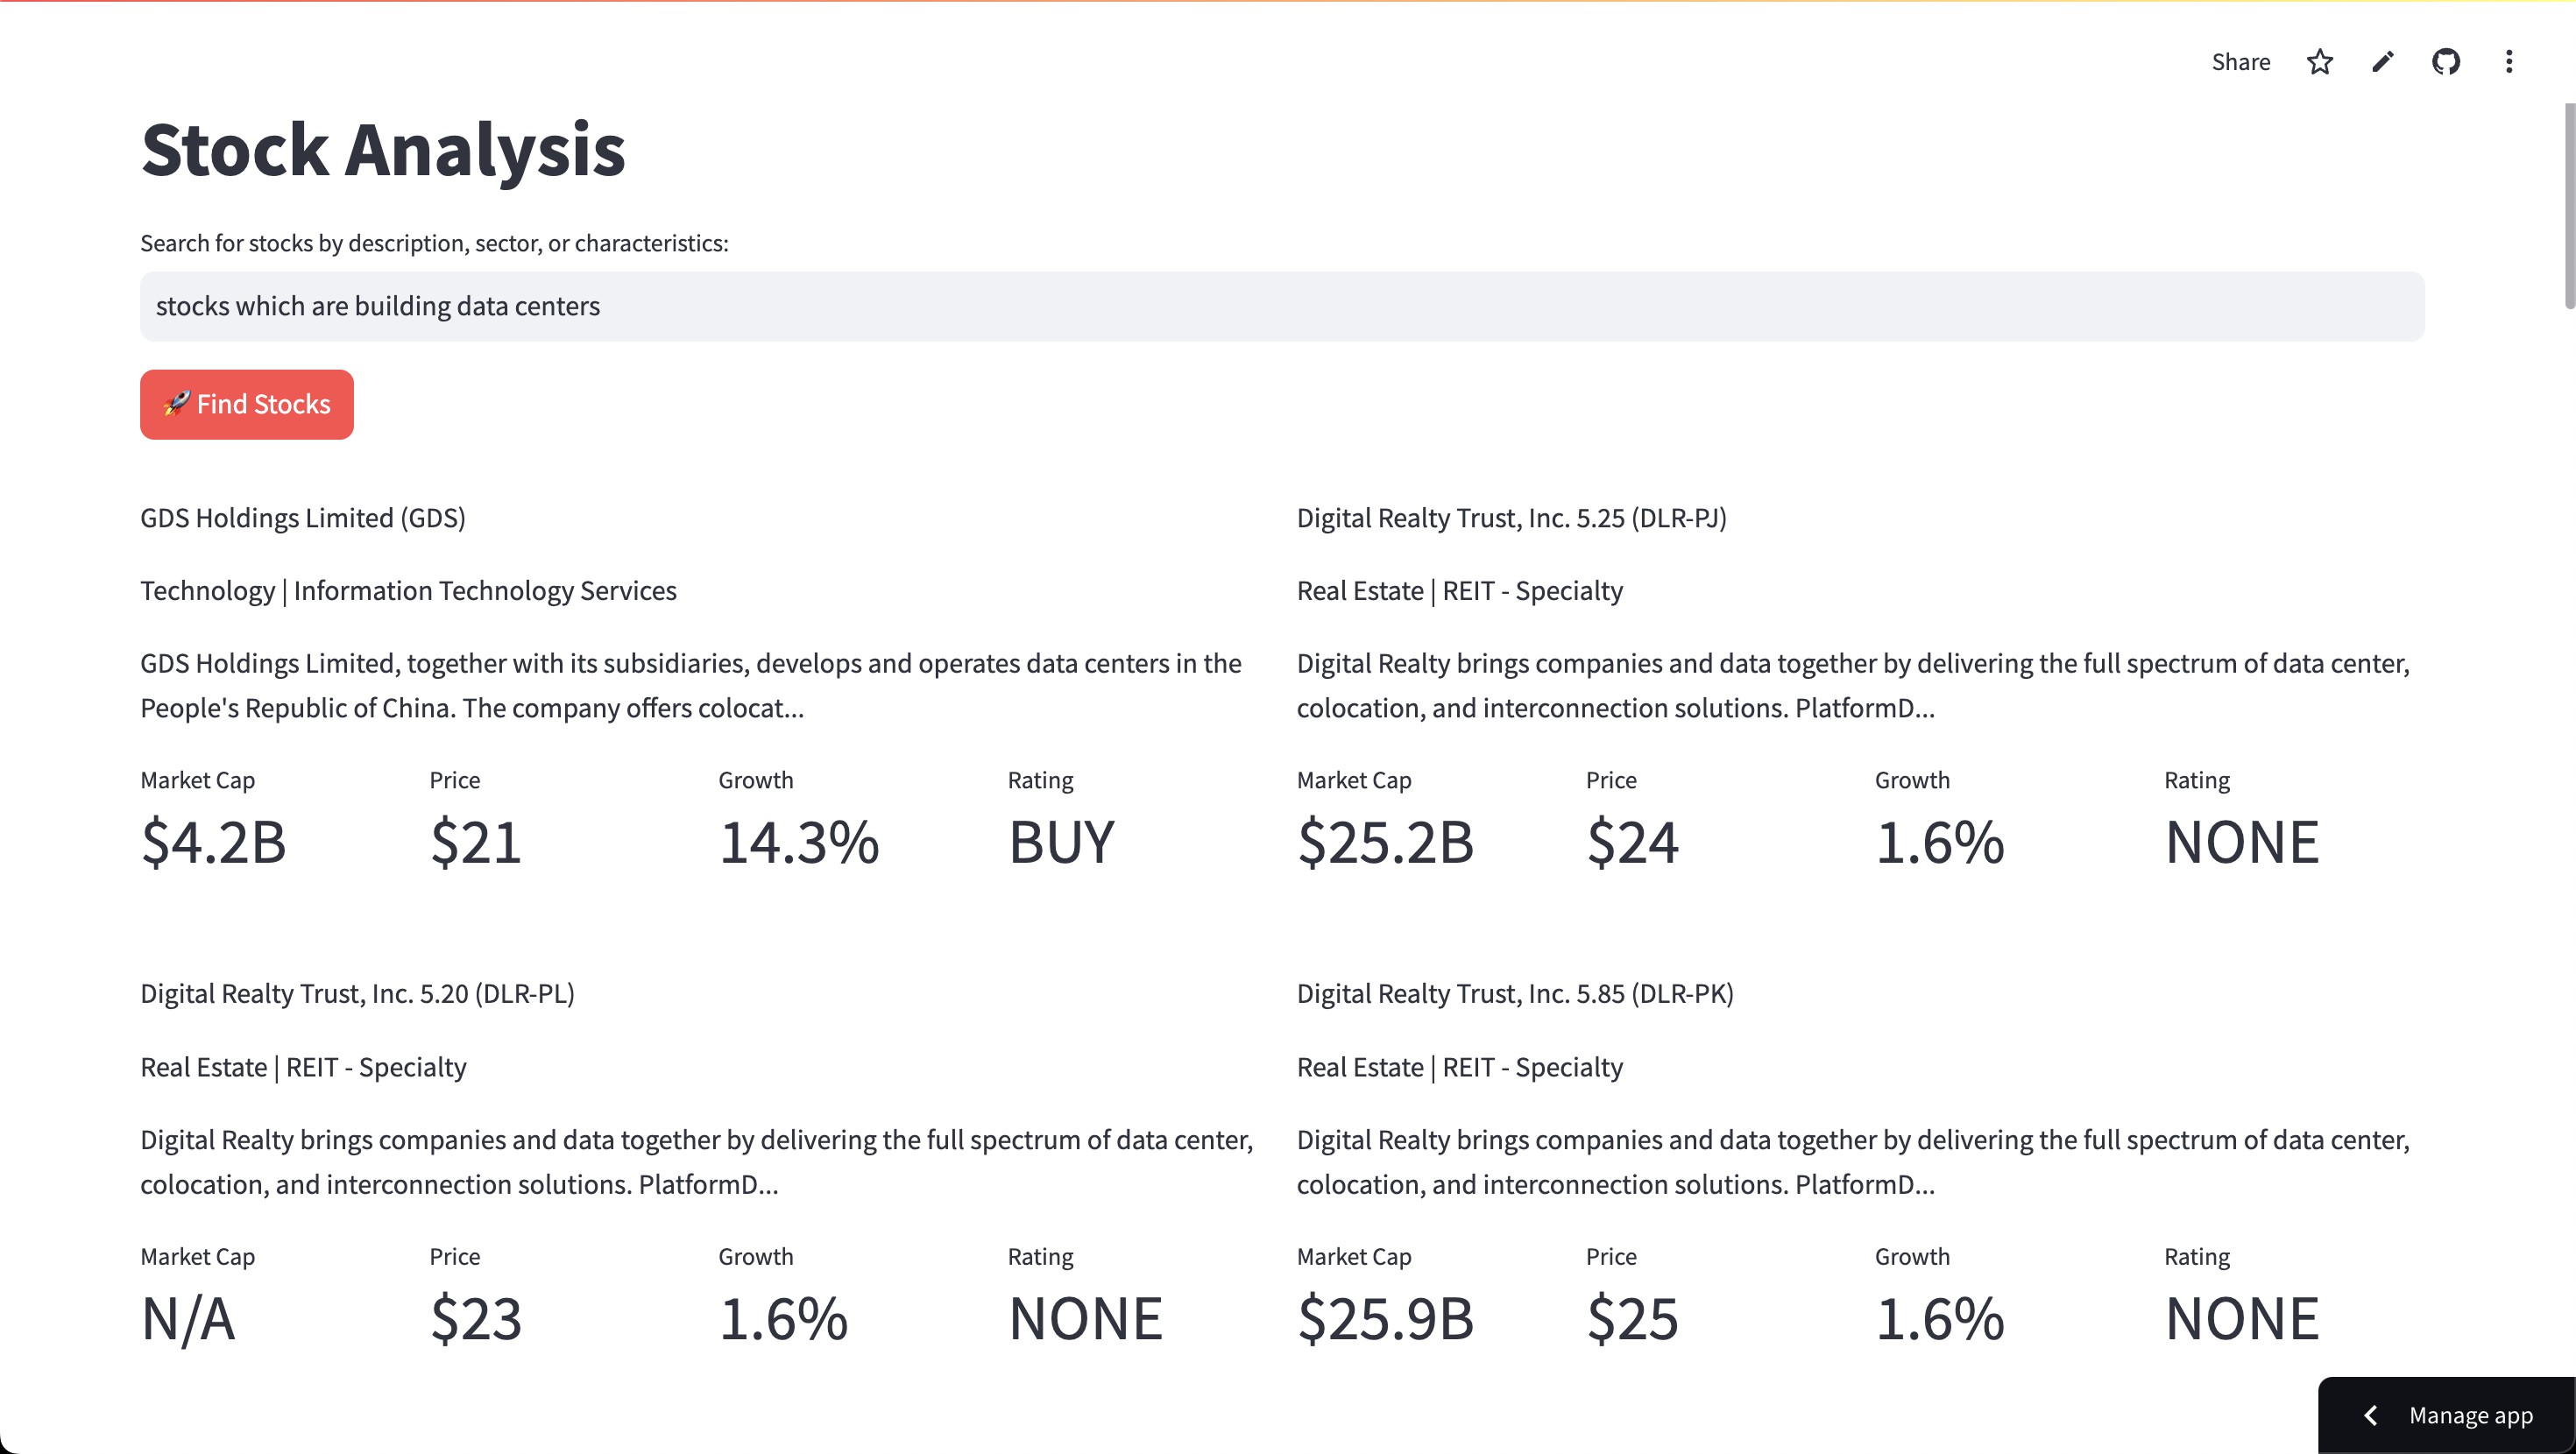 Share
Stock Analysis
Search for stocks by description, sector, or characteristics:
stocks which are building data centers
🚀 Find Stocks
GDS Holdings Limited (GDS)
Technology | Information Technology Services
GDS Holdings Limited, together with its subsidiaries, develops and operates data centers in the
People's Republic of China. The company offers colocat...
Market Cap Price Growth Rating
$4.2B $21 14.3% BUY
Digital Realty Trust, Inc. 5.25 (DLR-PJ)
Real Estate | REIT - Specialty
Digital Realty brings companies and data together by delivering the full spectrum of data center,
colocation, and interconnection solutions. PlatformD...
Market Cap Price Growth Rating
$25.2B $24 1.6% NONE
Digital Realty Trust, Inc. 5.20 (DLR-PL)
Real Estate | REIT - Specialty
Digital Realty brings companies and data together by delivering the full spectrum of data center,
colocation, and interconnection solutions. PlatformD...
Market Cap Price Growth Rating
N/A $23 1.6% NONE
Digital Realty Trust, Inc. 5.85 (DLR-PK)
Real Estate | REIT - Specialty
Digital Realty brings companies and data together by delivering the full spectrum of data center,
colocation, and interconnection solutions. PlatformD...
Market Cap Price Growth Rating
$25.9B $25 1.6% NONE
Manage app